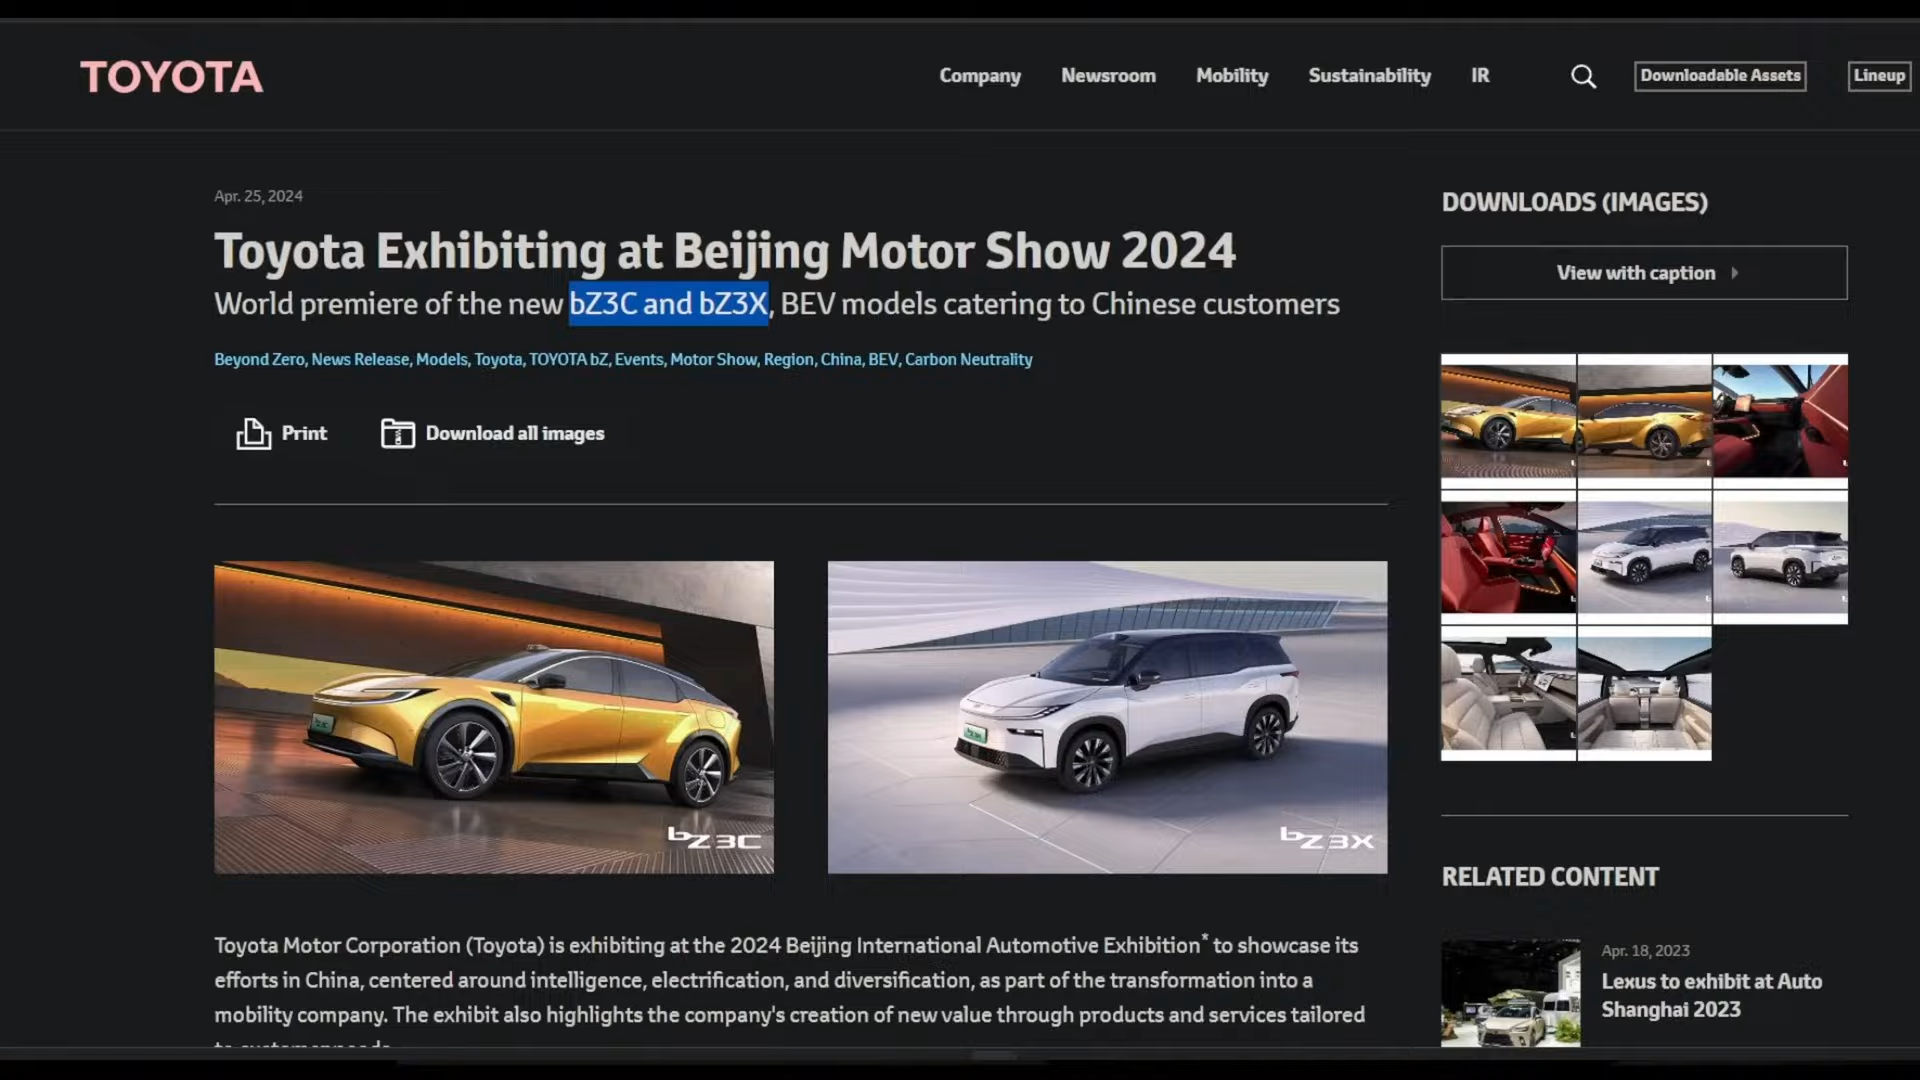 TOYOTA
Company
Newsroom
Mobility
Sustainability
IR
Downloadable Assets
Lineup
Apr. 25, 2024
Toyota Exhibiting at Beijing Motor Show 2024
World premiere of the new bZ3C and bZ3X, BEV models catering to Chinese customers
Beyond Zero, News Release, Models, Toyota, TOYOTA bZ, Events, Motor Show, Region, China, BEV, Carbon Neutrality
Print
Download all images
bZ3C
bZ3X
Toyota Motor Corporation (Toyota) is exhibiting at the 2024 Beijing International Automotive Exhibition* to showcase its
efforts in China, centered around intelligence, electrification, and diversification, as part of the transformation into a
mobility company. The exhibit also highlights the company's creation of new value through products and services tailored
DOWNLOADS (IMAGES)
View with caption
RELATED CONTENT
Apr. 18, 2023
Lexus to exhibit at Auto
Shanghai 2023